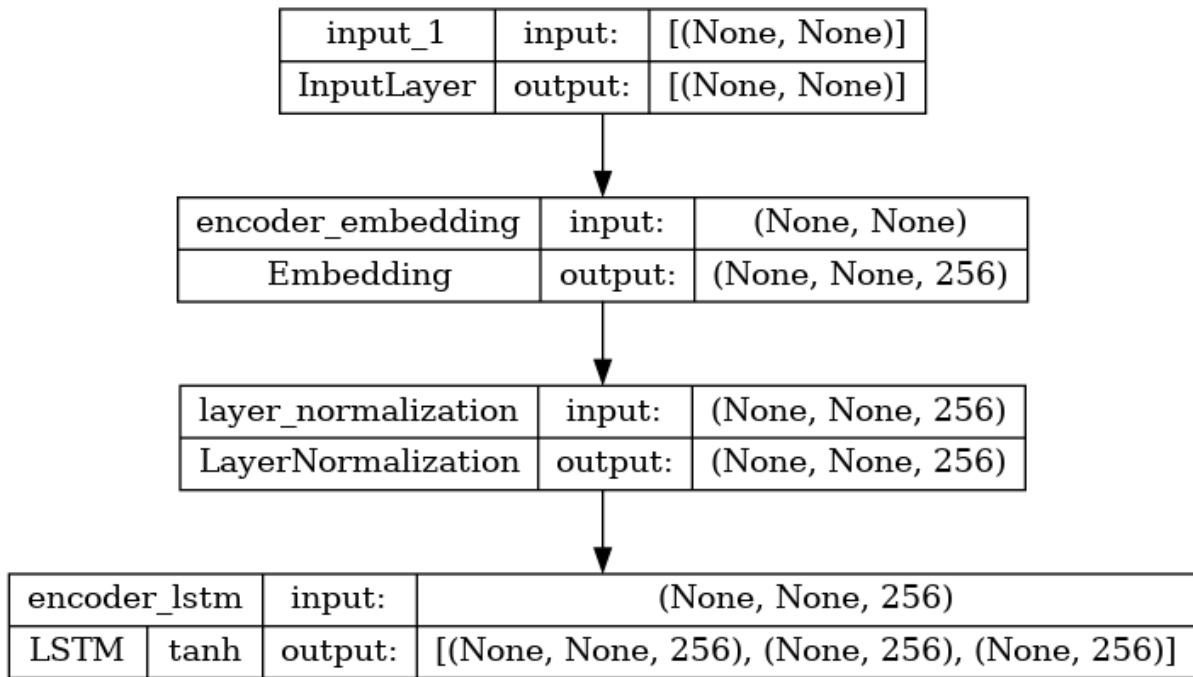 input_1 input: [(None, None)]
InputLayer output: [(None, None)]
encoder_embedding input: (None, None)
Embedding output: (None, None, 256)
layer_normalization input: (None, None, 256)
LayerNormalization output: (None, None, 256)
encoder_lstm input: (None, None, 256)
LSTM tanh output: [(None, None, 256), (None, 256), (None, 256)]